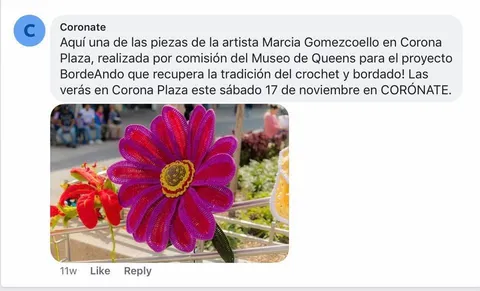 C
Coronate
Aquí una de las piezas de la artista Marcia Gomezcoello en Corona
Plaza, realizada por comisión del Museo de Queens para el proyecto
BordeAndo que recupera la tradición del crochet y bordado! Las
verás en Corona Plaza este sábado 17 de noviembre en CORÓNATE.
11w Like Reply